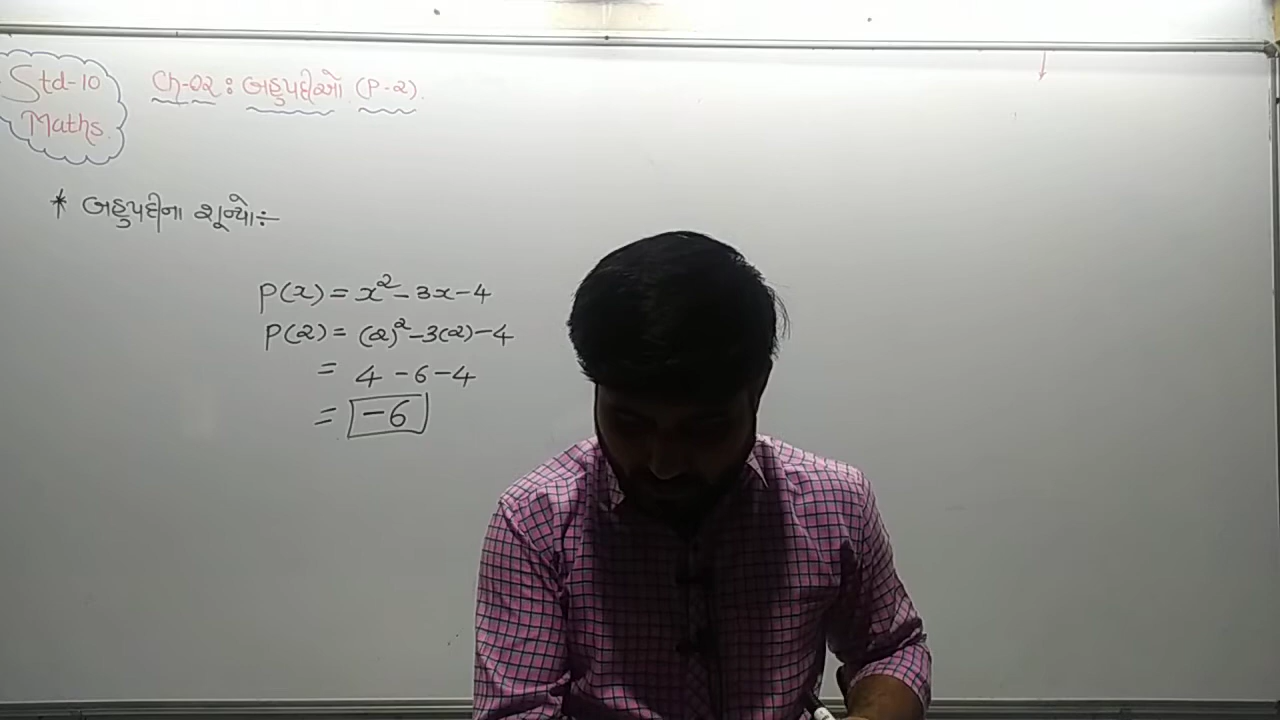 Std-10
Maths.
Ch-02 : બહુપદીઓ (P-2).
* બહુપદીના શૂન્યો:-
P(x) = x² - 3x - 4
P(2) = (2)² - 3(2) - 4
= 4 - 6 - 4
= -6